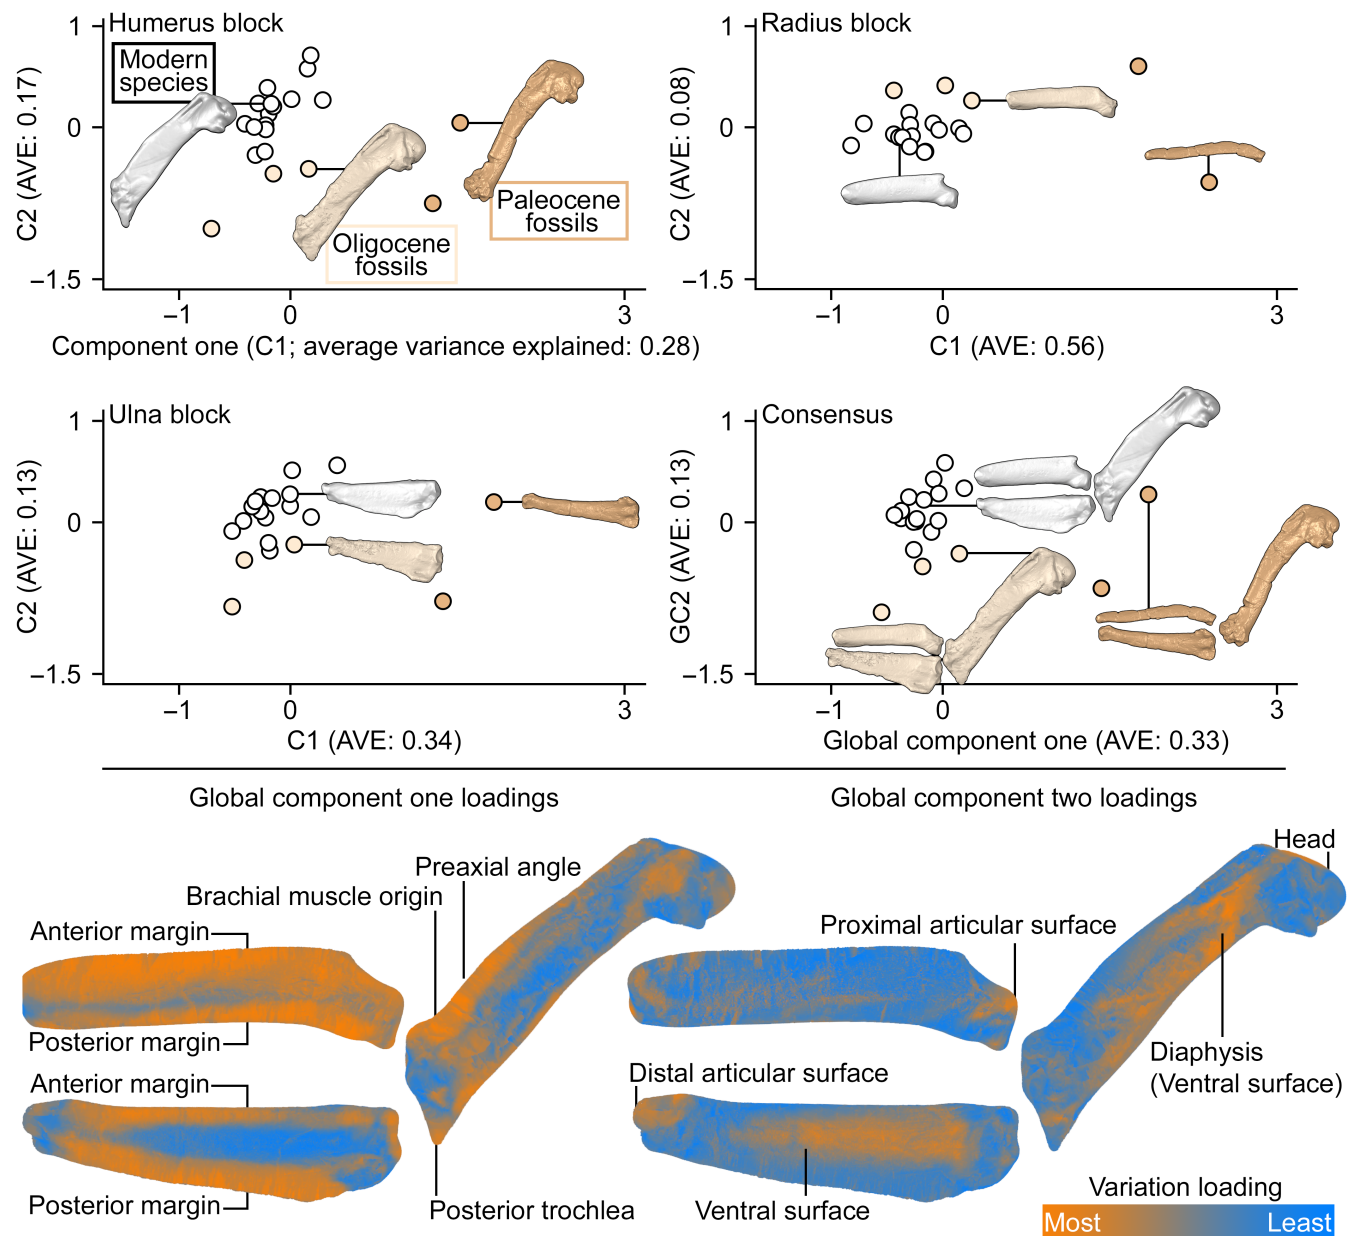 Humerus block
1
0
−1.5
C2 (AVE: 0.17)
Modern
species
Oligocene
fossils
Paleocene
fossils
−1
0
3
Component one (C1; average variance explained: 0.28)
Radius block
1
0
−1.5
C2 (AVE: 0.08)
−1
0
3
C1 (AVE: 0.56)
Ulna block
1
0
−1.5
C2 (AVE: 0.13)
−1
0
3
C1 (AVE: 0.34)
Consensus
1
0
−1.5
GC2 (AVE: 0.13)
−1
0
3
Global component one (AVE: 0.33)
Global component one loadings
Preaxial angle
Brachial muscle origin
Anterior margin
Posterior margin
Anterior margin
Posterior margin
Posterior trochlea
Global component two loadings
Head
Proximal articular surface
Diaphysis
(Ventral surface)
Distal articular surface
Ventral surface
Variation loading
Most
Least